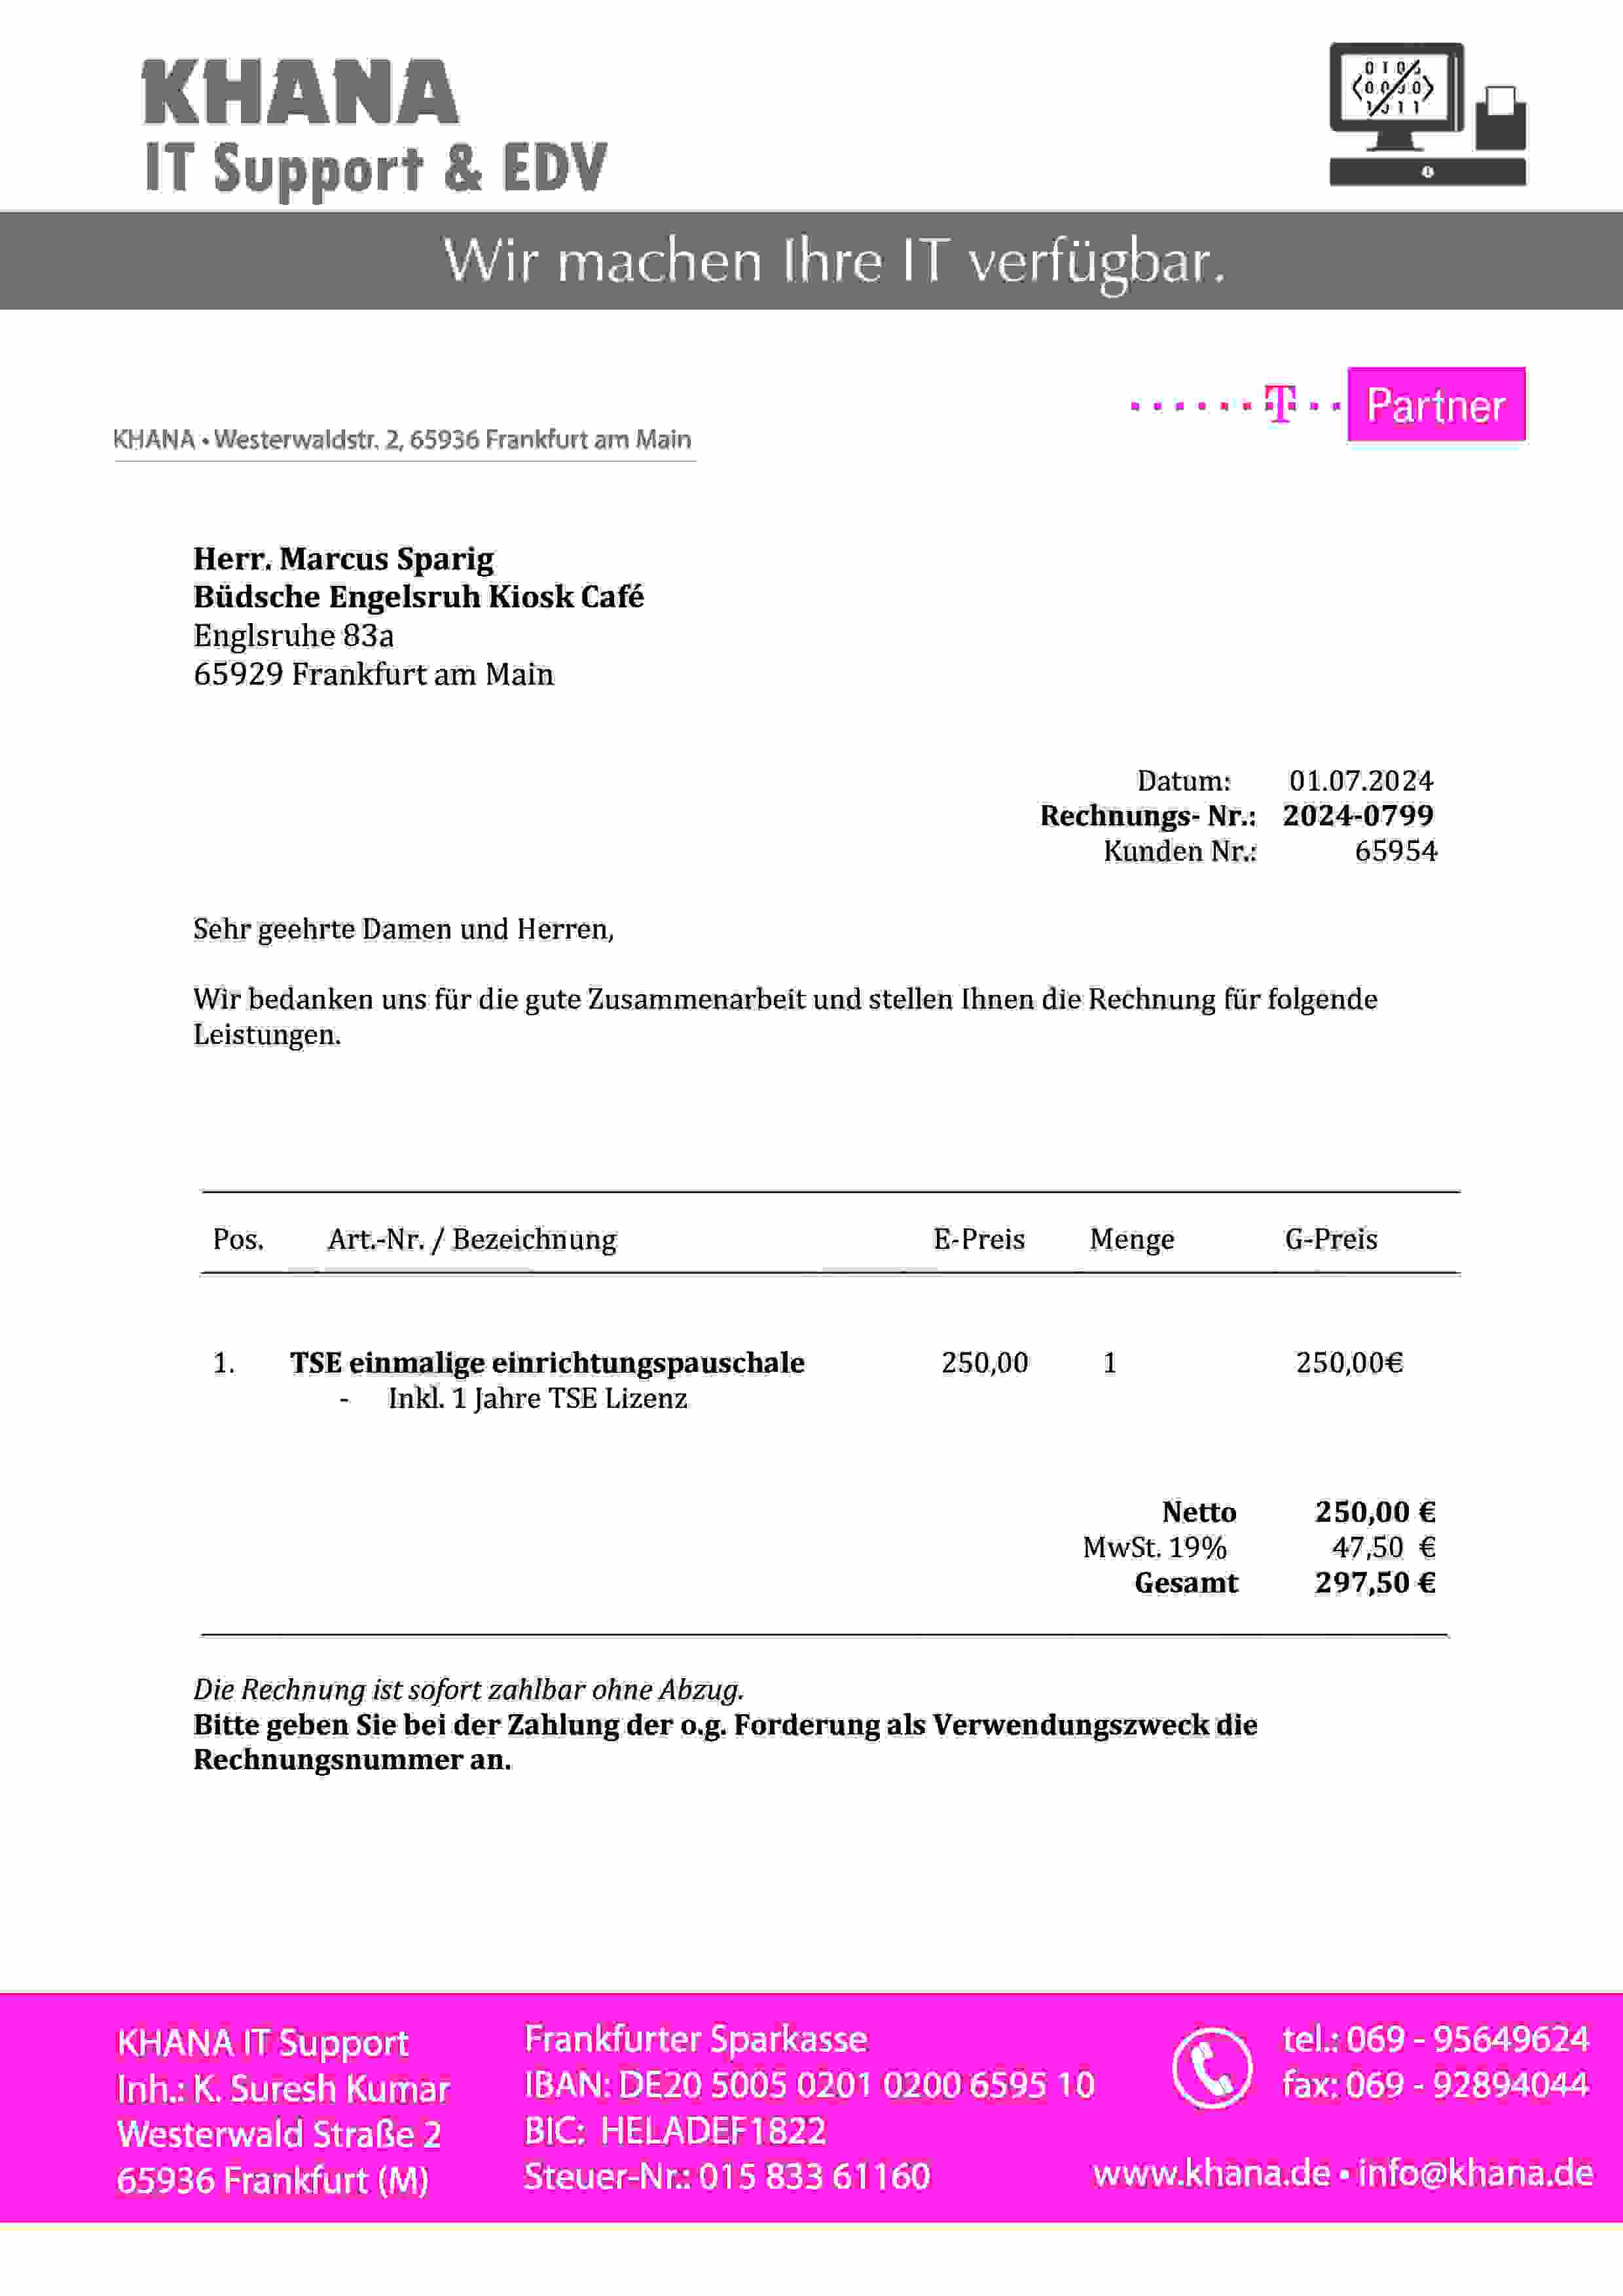 KHANA
IT Support & EDV
Wir machen Ihre IT verfügbar.
T Partner
KHANA • Westerwaldstr. 2, 65936 Frankfurt am Main
Herr. Marcus Sparig
Büdsche Engelsruh Kiosk Café
Englsruhe 83a
65929 Frankfurt am Main
Datum: 01.07.2024
Rechnungs- Nr.: 2024-0799
Kunden Nr.: 65954
Sehr geehrte Damen und Herren,
Wir bedanken uns für die gute Zusammenarbeit und stellen Ihnen die Rechnung für folgende
Leistungen.
Pos. Art.-Nr. / Bezeichnung E-Preis Menge G-Preis
1. TSE einmalige einrichtungspauschale 250,00 1 250,00€
- Inkl. 1 Jahre TSE Lizenz
Netto 250,00 €
MwSt. 19% 47,50 €
Gesamt 297,50 €
Die Rechnung ist sofort zahlbar ohne Abzug.
Bitte geben Sie bei der Zahlung der o.g. Forderung als Verwendungszweck die
Rechnungsnummer an.
KHANA IT Support
Inh.: K. Suresh Kumar
Westerwald Straße 2
65936 Frankfurt (M)
Frankfurter Sparkasse
IBAN: DE20 5005 0201 0200 6595 10
BIC: HELADEF1822
Steuer-Nr.: 015 833 61160
tel.: 069 - 95649624
fax: 069 - 92894044
www.khana.de • info@khana.de